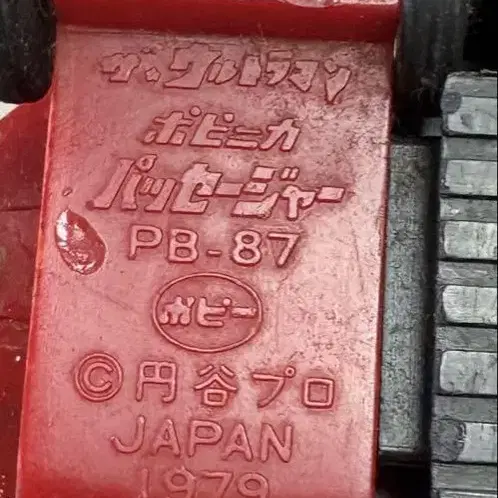 ザ☆ウルトラマン
ポピニカ
パッセージャー
PB-87
ポピー
©円谷プロ
JAPAN
1979